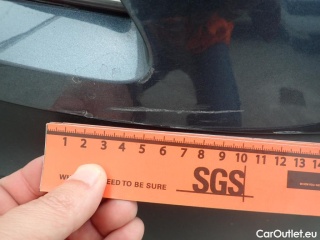 1 2 3 4 5 6 7 8 9 10 11 12 13 14
NEED TO BE SURE
SGS
CarOutlet.eu